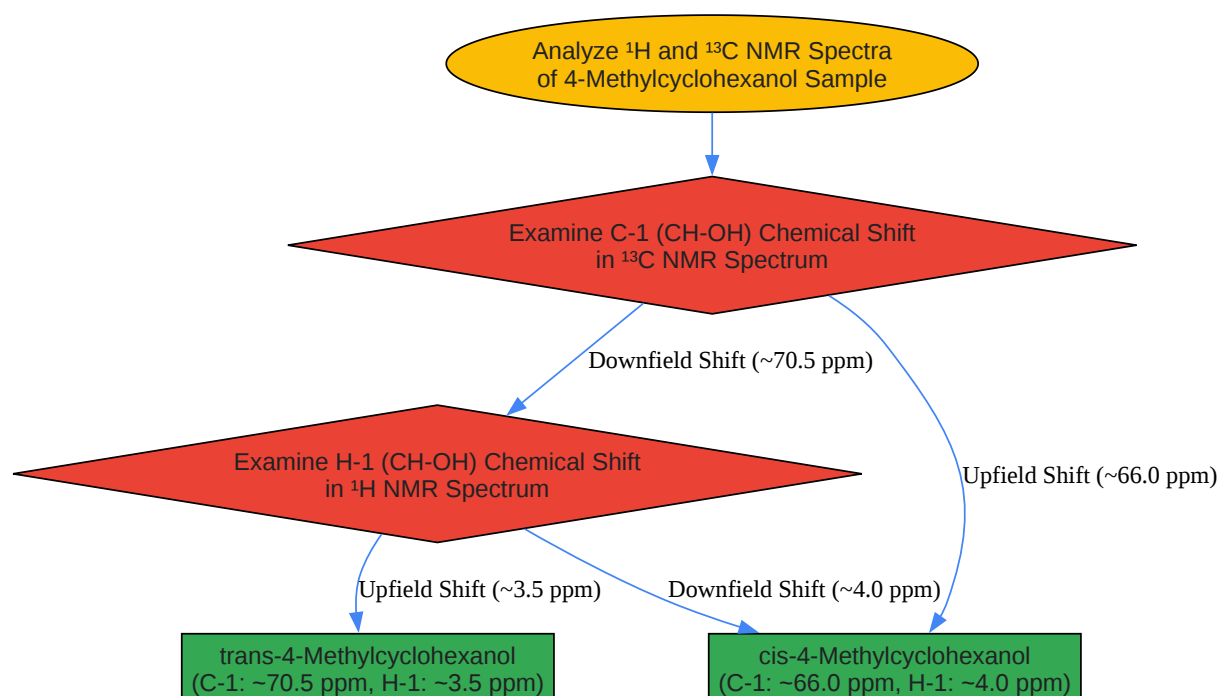 Analyze ¹H and ¹³C NMR Spectra
of 4-Methylcyclohexanol Sample
Examine C-1 (CH-OH) Chemical Shift
in ¹³C NMR Spectrum
Downfield Shift (~70.5 ppm)
Examine H-1 (CH-OH) Chemical Shift
in ¹H NMR Spectrum
Upfield Shift (~66.0 ppm)
Upfield Shift (~3.5 ppm)
Downfield Shift (~4.0 ppm)
trans-4-Methylcyclohexanol
(C-1: ~70.5 ppm, H-1: ~3.5 ppm)
cis-4-Methylcyclohexanol
(C-1: ~66.0 ppm, H-1: ~4.0 ppm)